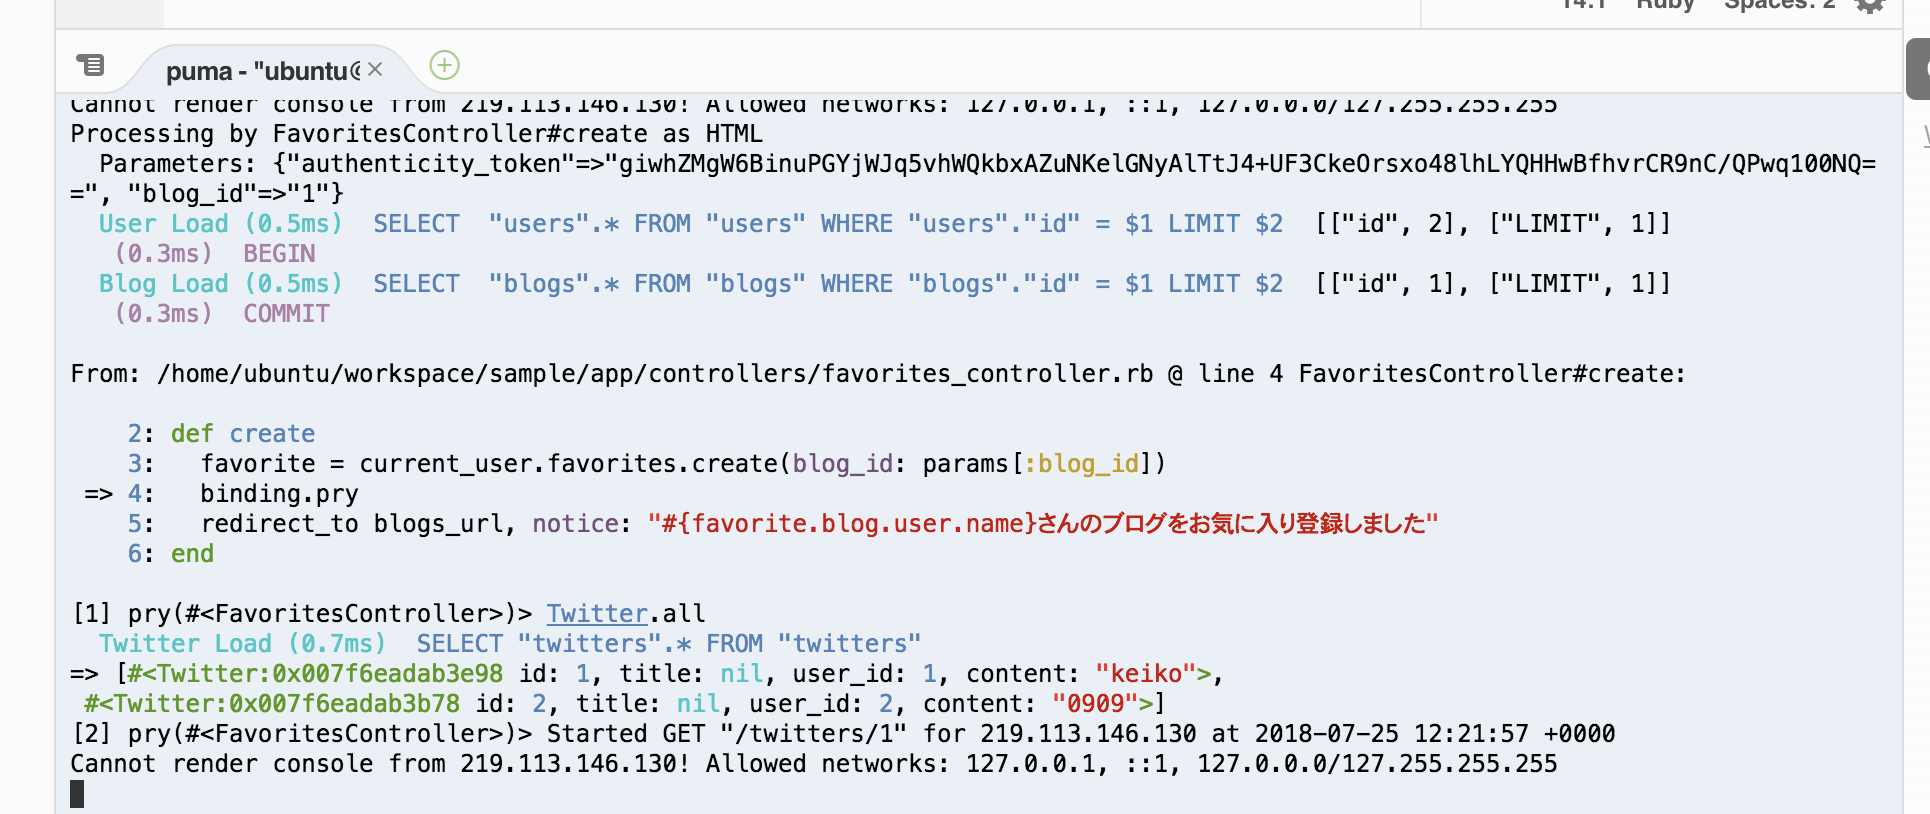 14:1 Ruby Spaces: 2
puma - "ubuntu@
Cannot render console from 219.113.146.130! Allowed networks: 127.0.0.1, ::1, 127.0.0.0/127.255.255.255
Processing by FavoritesController#create as HTML
  Parameters: {"authenticity_token"=>"giwhZMgW6BinuPGYjWJq5vhWQkbxAZuNKelGNyAlTtJ4+UF3CkeOrsxo48lhLYQHHwBfhvrCR9nC/QPwq100NQ=
=", "blog_id"=>"1"}
  User Load (0.5ms)  SELECT  "users".* FROM "users" WHERE "users"."id" = $1 LIMIT $2  [["id", 2], ["LIMIT", 1]]
   (0.3ms)  BEGIN
  Blog Load (0.5ms)  SELECT  "blogs".* FROM "blogs" WHERE "blogs"."id" = $1 LIMIT $2  [["id", 1], ["LIMIT", 1]]
   (0.3ms)  COMMIT
From: /home/ubuntu/workspace/sample/app/controllers/favorites_controller.rb @ line 4 FavoritesController#create:
    2: def create
    3:   favorite = current_user.favorites.create(blog_id: params[:blog_id])
 => 4:   binding.pry
    5:   redirect_to blogs_url, notice: "#{favorite.blog.user.name}さんのブログをお気に入り登録しました"
    6: end
[1] pry(#<FavoritesController>)> Twitter.all
  Twitter Load (0.7ms)  SELECT "twitters".* FROM "twitters"
=> [#<Twitter:0x007f6eadab3e98 id: 1, title: nil, user_id: 1, content: "keiko">,
 #<Twitter:0x007f6eadab3b78 id: 2, title: nil, user_id: 2, content: "0909">]
[2] pry(#<FavoritesController>)> Started GET "/twitters/1" for 219.113.146.130 at 2018-07-25 12:21:57 +0000
Cannot render console from 219.113.146.130! Allowed networks: 127.0.0.1, ::1, 127.0.0.0/127.255.255.255